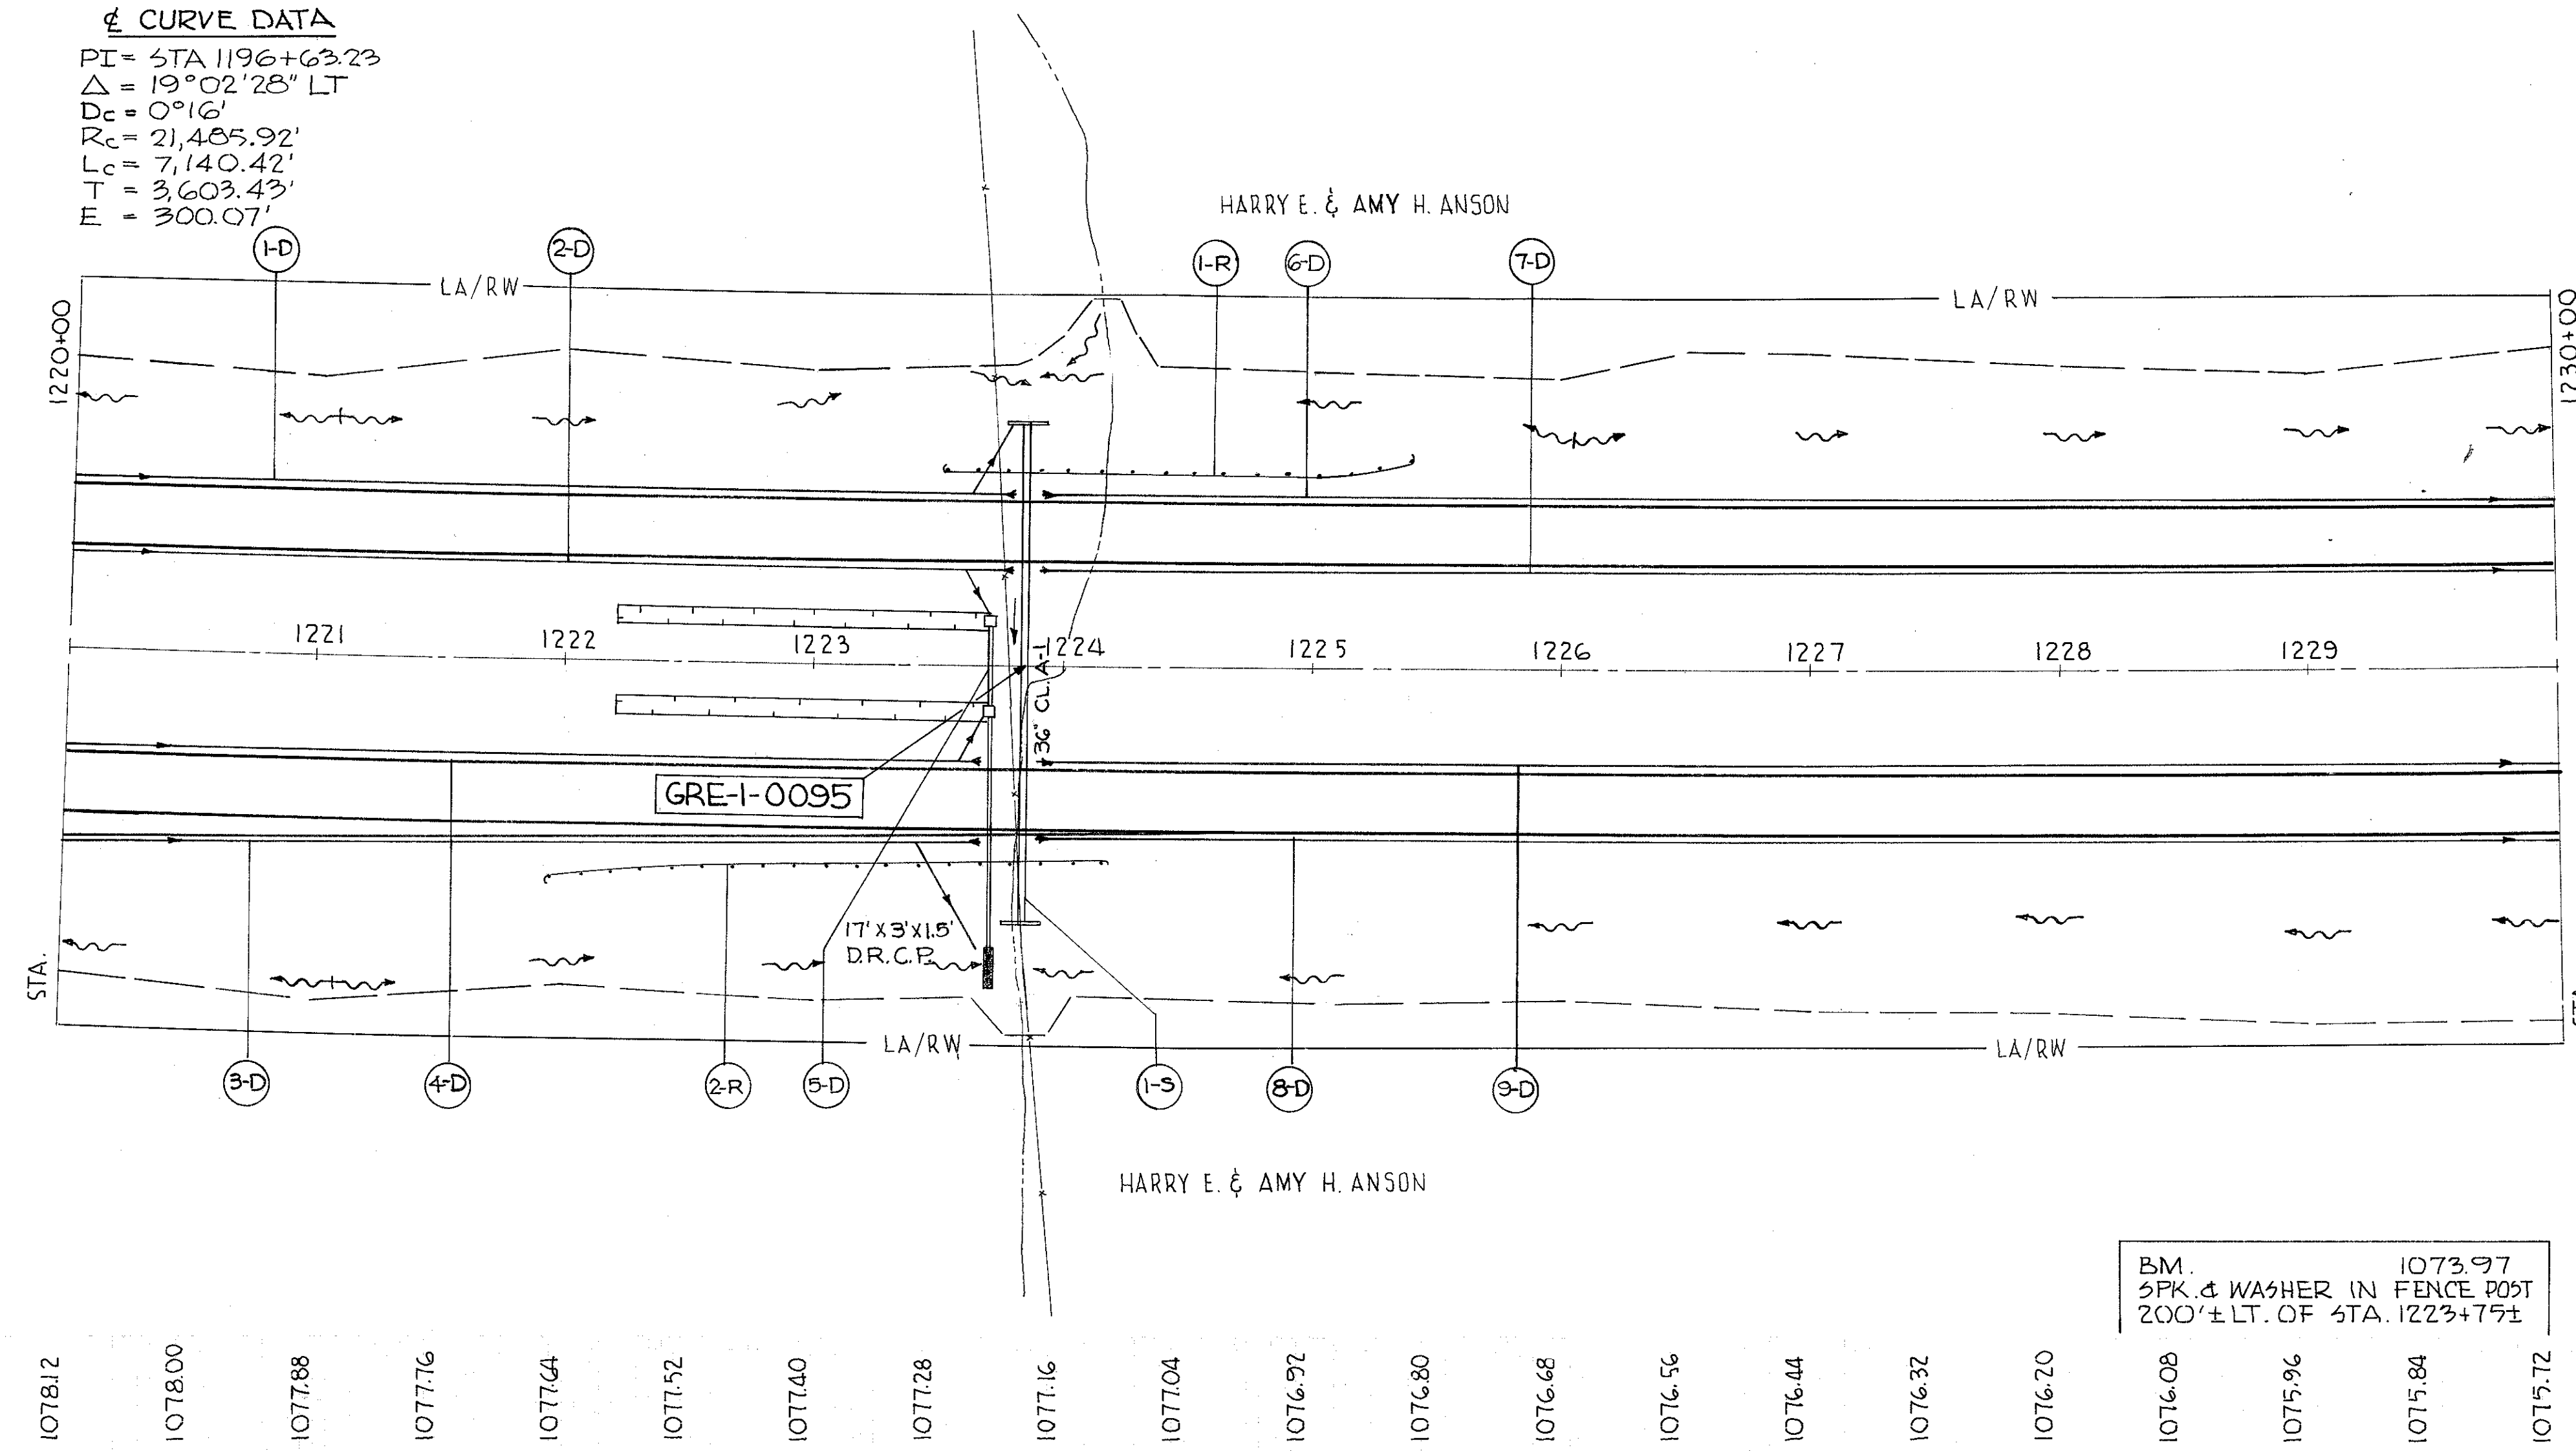 ℄ CURVE DATA
PI = STA 1196+63.23
Δ = 19°02'28" LT
Dc = 0°16'
Rc = 21,485.92'
Lc = 7,140.42'
T = 3,603.43'
E = 300.07'
HARRY E. & AMY H. ANSON
1-D
2-D
1-R
6-D
7-D
LA/RW
LA/RW
1220+00
1230+00
1221
1222
1223
1224
1225
1226
1227
1228
1229
36" CL. A-1
GRE-1-0095
17' X 3' X 1.5'
D.R.C.P.
STA.
STA.
LA/RW
LA/RW
3-D
4-D
2-R
5-D
1-S
8-D
9-D
HARRY E. & AMY H. ANSON
BM. 1073.97
SPK. & WASHER IN FENCE POST
200'± LT. OF STA. 1223+75±
1078.12
1078.00
1077.88
1077.76
1077.64
1077.52
1077.40
1077.28
1077.16
1077.04
1076.92
1076.80
1076.68
1076.56
1076.44
1076.32
1076.20
1076.08
1075.96
1075.84
1075.72